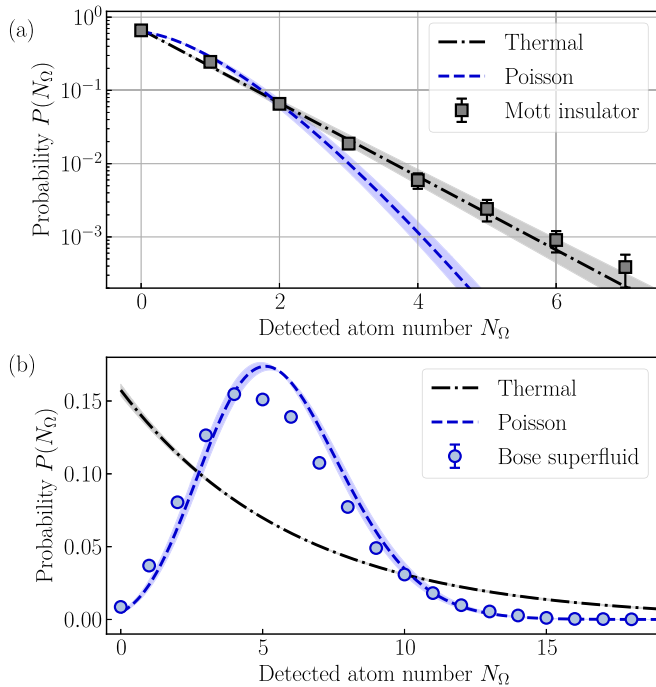 (a)
Probability P(N_Ω)
10^0
10^-1
10^-2
10^-3
Thermal
Poisson
Mott insulator
0 2 4 6
Detected atom number N_Ω
(b)
Probability P(N_Ω)
0.15
0.10
0.05
0.00
Thermal
Poisson
Bose superfluid
0 5 10 15
Detected atom number N_Ω